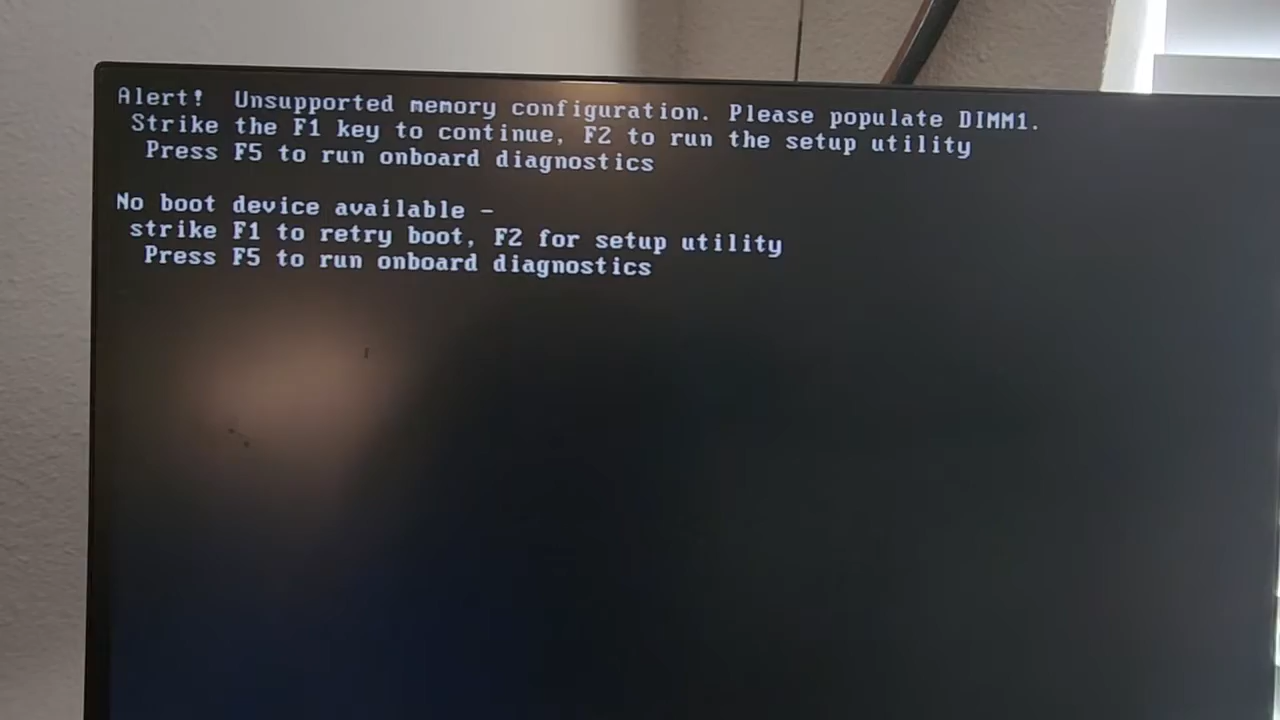 Alert!  Unsupported memory configuration. Please populate DIMM1.
Strike the F1 key to continue, F2 to run the setup utility
Press F5 to run onboard diagnostics
No boot device available -
strike F1 to retry boot, F2 for setup utility
Press F5 to run onboard diagnostics